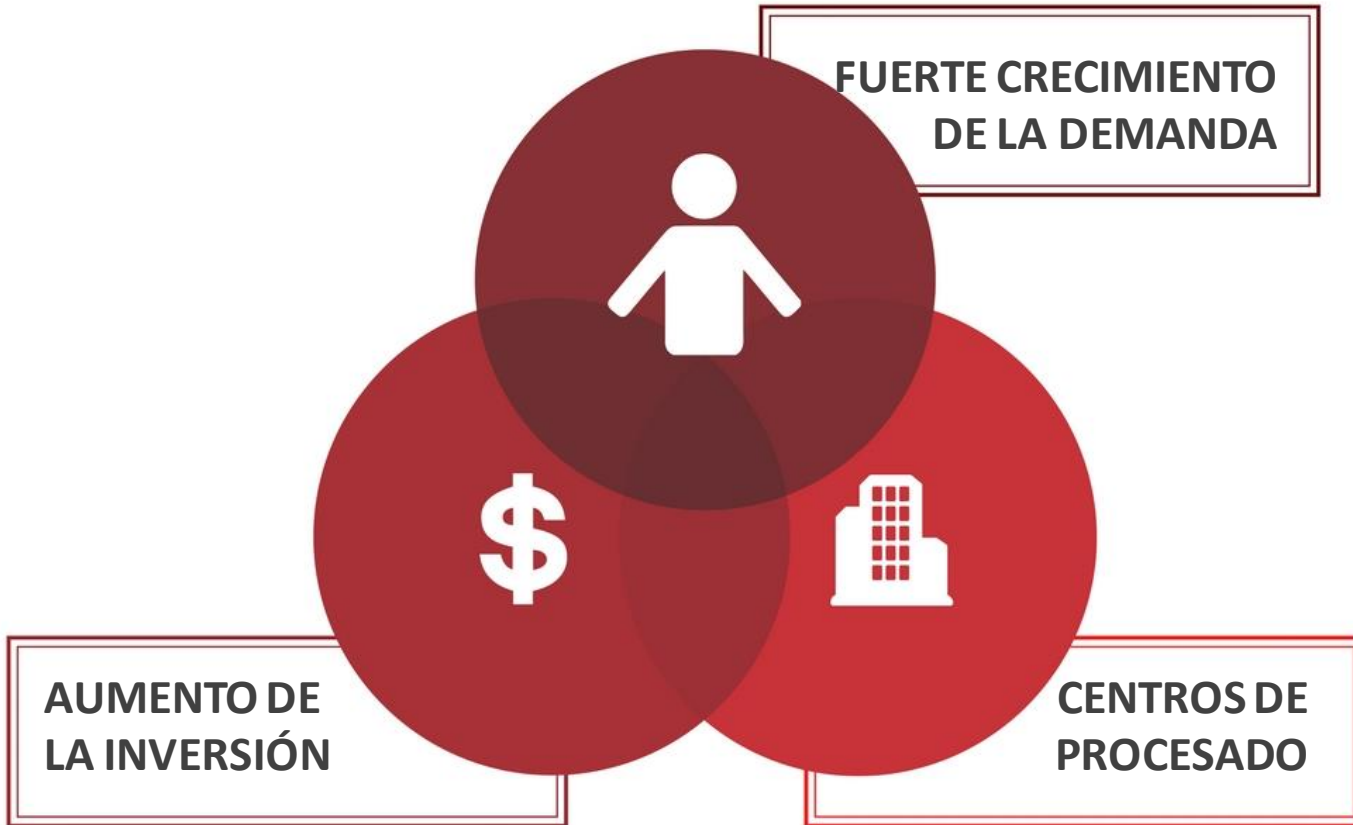 FUERTE CRECIMIENTO
DE LA DEMANDA
$
AUMENTO DE
LA INVERSIÓN
CENTROS DE
PROCESADO